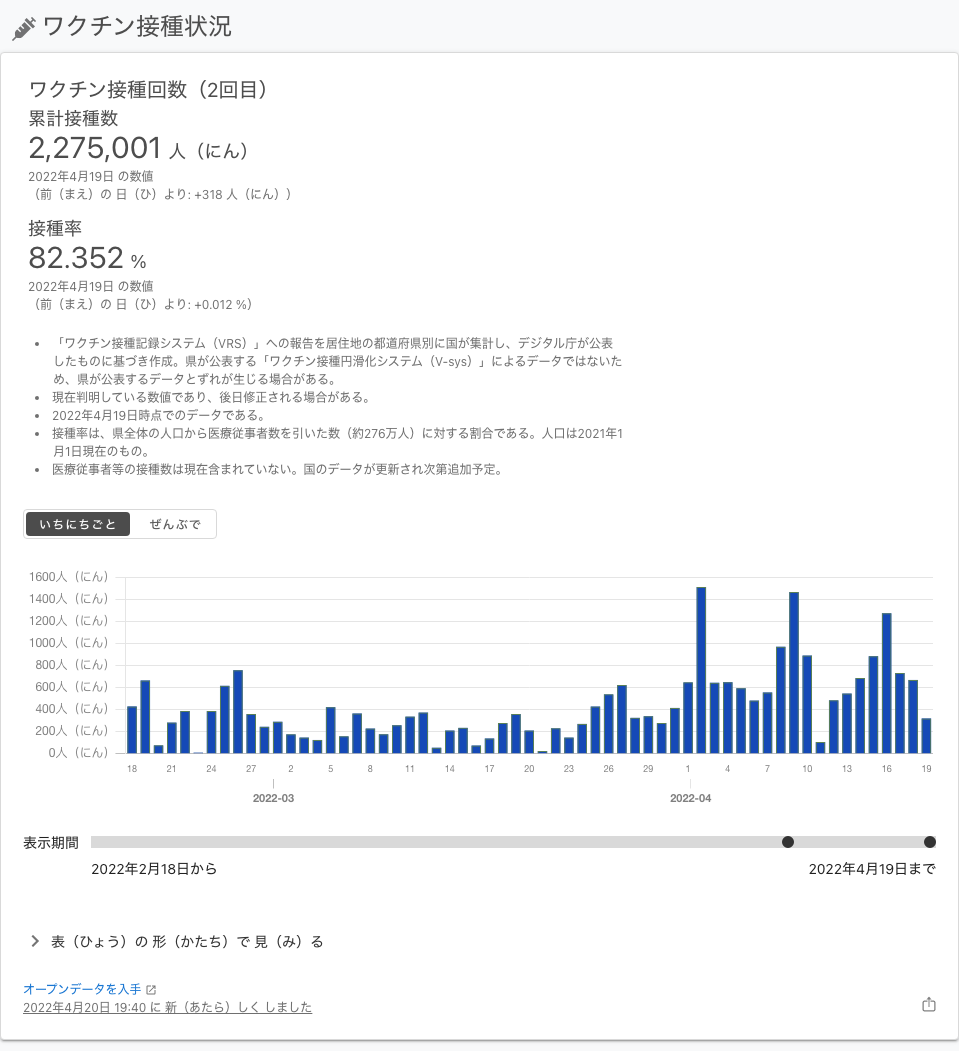 ワクチン接種状況
ワクチン接種回数（2回目）
累計接種数
2,275,001 人（にん）
2022年4月19日 の数値
（前（まえ）の 日（ひ）より: +318 人（にん））
接種率
82.352 %
2022年4月19日 の数値
（前（まえ）の 日（ひ）より: +0.012 %）
• 「ワクチン接種記録システム（VRS）」への報告を居住地の都道府県別に国が集計し、デジタル庁が公表
したものに基づき作成。県が公表する「ワクチン接種円滑化システム（V-sys）」によるデータではないた
め、県が公表するデータとずれが生じる場合がある。
• 現在判明している数値であり、後日修正される場合がある。
• 2022年4月19日時点でのデータである。
• 接種率は、県全体の人口から医療従事者数を引いた数（約276万人）に対する割合である。人口は2021年1
月1日現在のもの。
• 医療従事者等の接種数は現在含まれていない。国のデータが更新され次第追加予定。
いちにちごと ぜんぶで
1600人（にん）
1400人（にん）
1200人（にん）
1000人（にん）
800人（にん）
600人（にん）
400人（にん）
200人（にん）
0人（にん）
18 21 24 27 2 5 8 11 14 17 20 23 26 29 1 4 7 10 13 16 19
2022-03 2022-04
表示期間
2022年2月18日から 2022年4月19日まで
表（ひょう）の 形（かたち）で 見（み）る
オープンデータを入手
2022年4月20日 19:40 に 新（あたら）しく しました